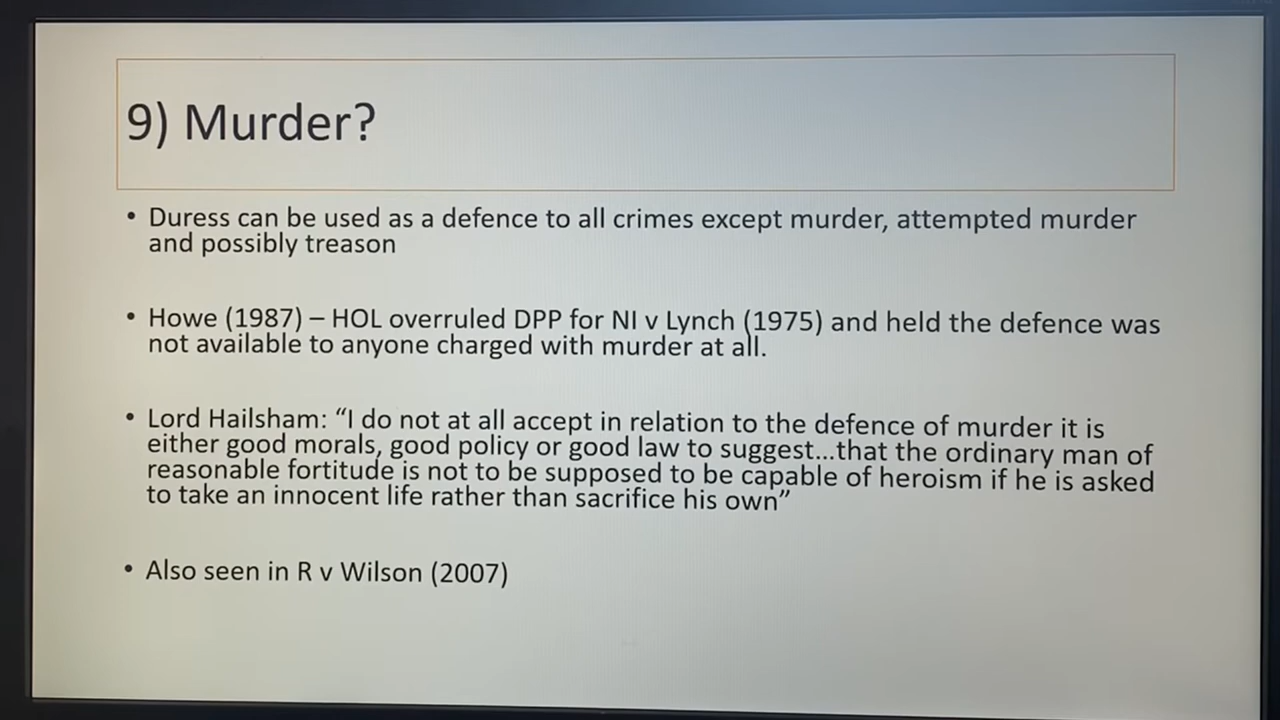 9) Murder?
• Duress can be used as a defence to all crimes except murder, attempted murder
and possibly treason
• Howe (1987) – HOL overruled DPP for NI v Lynch (1975) and held the defence was
not available to anyone charged with murder at all.
• Lord Hailsham: “I do not at all accept in relation to the defence of murder it is
either good morals, good policy or good law to suggest...that the ordinary man of
reasonable fortitude is not to be supposed to be capable of heroism if he is asked
to take an innocent life rather than sacrifice his own”
• Also seen in R v Wilson (2007)